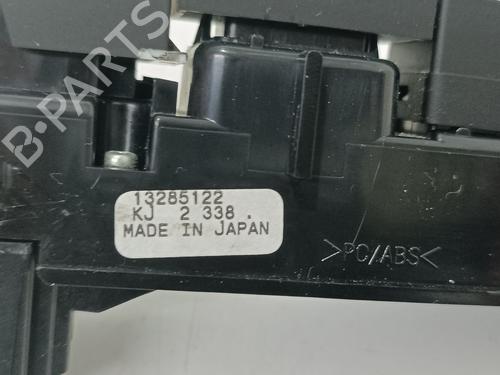 B-PARTS
13285122
KJ 2 338 .
MADE IN JAPAN
>PC/ABS<